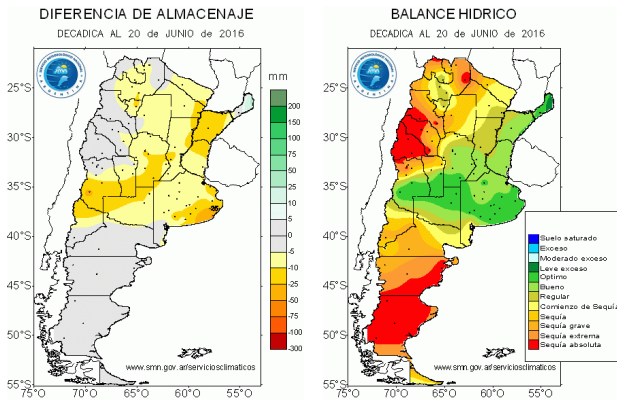 DIFERENCIA DE ALMACENAJE
DECADICA AL 20 de JUNIO de 2016
25°S
30°S
35°S
40°S
45°S
50°S
55°S
75°O
70°O
65°O
60°O
55°O
-25
www.smn.gov.ar/serviciosclimaticos
mm
200
150
100
75
50
25
10
5
0
-5
-10
-25
-50
-75
-100
-300
BALANCE HIDRICO
DECADICA AL 20 de JUNIO de 2016
25°S
30°S
35°S
40°S
45°S
50°S
55°S
75°O
70°O
65°O
60°O
55°O
www.smn.gov.ar/serviciosclimaticos
Suelo saturado
Exceso
Moderado exceso
Leve exceso
Optimo
Bueno
Regular
Comienzo de Sequía
Sequía
Sequía grave
Sequía extrema
Sequía absoluta